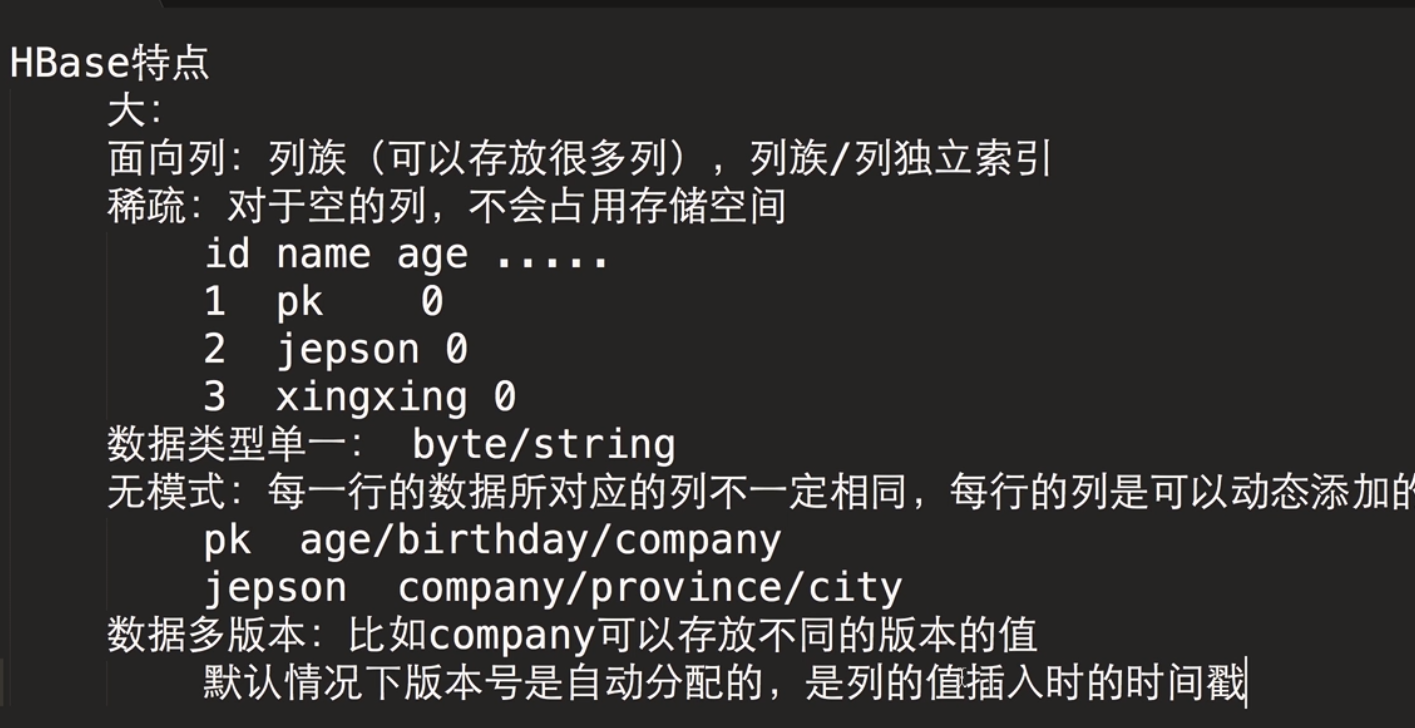 HBase特点
大：
面向列：列族（可以存放很多列），列族/列独立索引
稀疏：对于空的列，不会占用存储空间
id name age .....
1 pk 0
2 jepson 0
3 xingxing 0
数据类型单一： byte/string
无模式：每一行的数据所对应的列不一定相同，每行的列是可以动态添加的
pk age/birthday/company
jepson company/province/city
数据多版本：比如company可以存放不同的版本的值
默认情况下版本号是自动分配的，是列的值插入时的时间戳